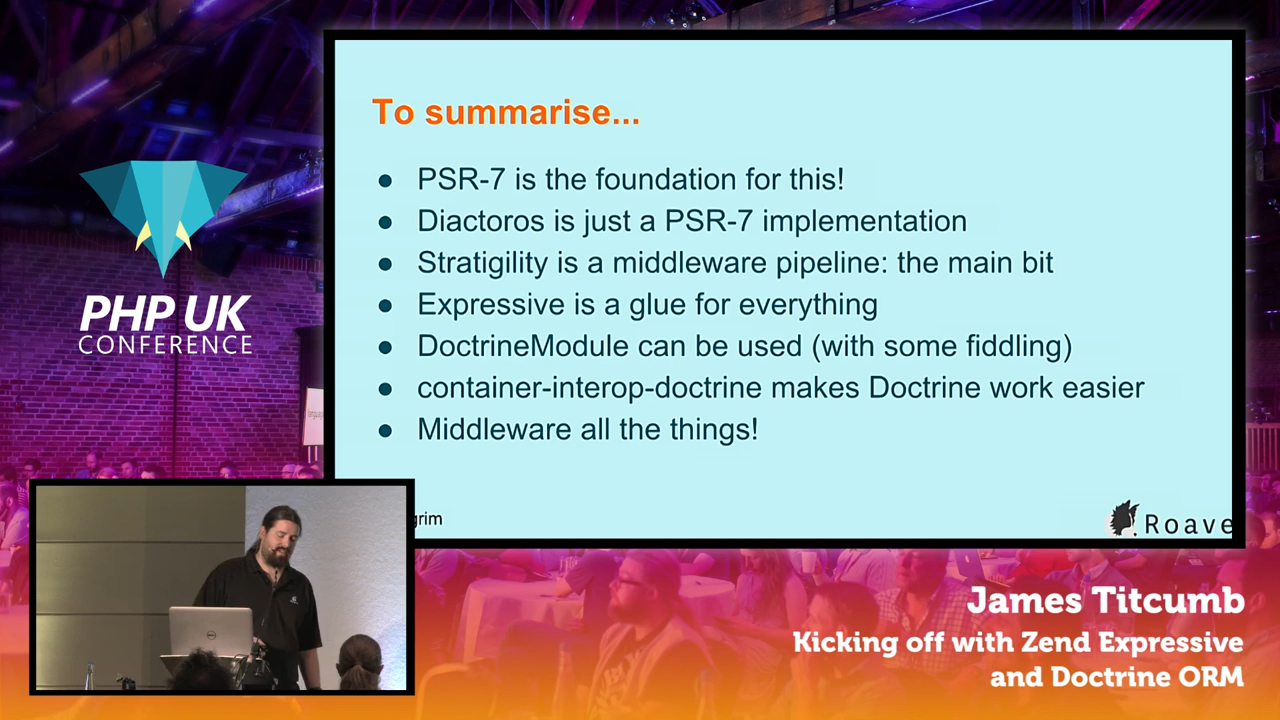 To summarise...
● PSR-7 is the foundation for this!
● Diactoros is just a PSR-7 implementation
● Stratigility is a middleware pipeline: the main bit
● Expressive is a glue for everything
● DoctrineModule can be used (with some fiddling)
● container-interop-doctrine makes Doctrine work easier
● Middleware all the things!
grim
Roave
PHP UK
CONFERENCE
James Titcumb
Kicking off with Zend Expressive
and Doctrine ORM